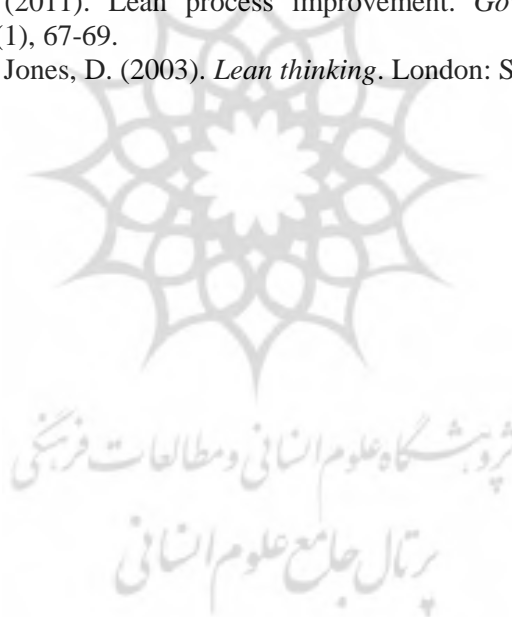 (2011). Lean process improvement. Go
(1), 67-69.
Jones, D. (2003). Lean thinking. London: S
پژوهشگاه علوم انسانی و مطالعات فرهنگی
پرتال جامع علوم انسانی